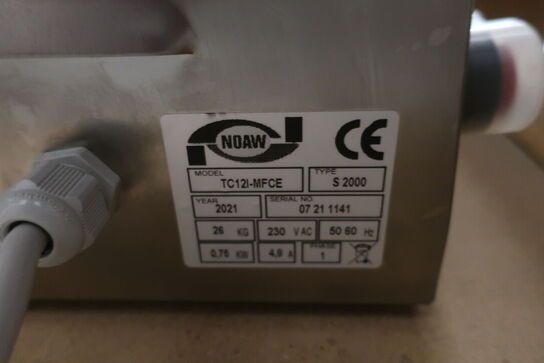 NOAW
CE
MODEL TYPE
TC12I-MFCE S 2000
YEAR SERIAL NO
2021 07 21 1141
26 KG 230 V AC 50 60 Hz
0,75 KW 4,9 A PHASE 1